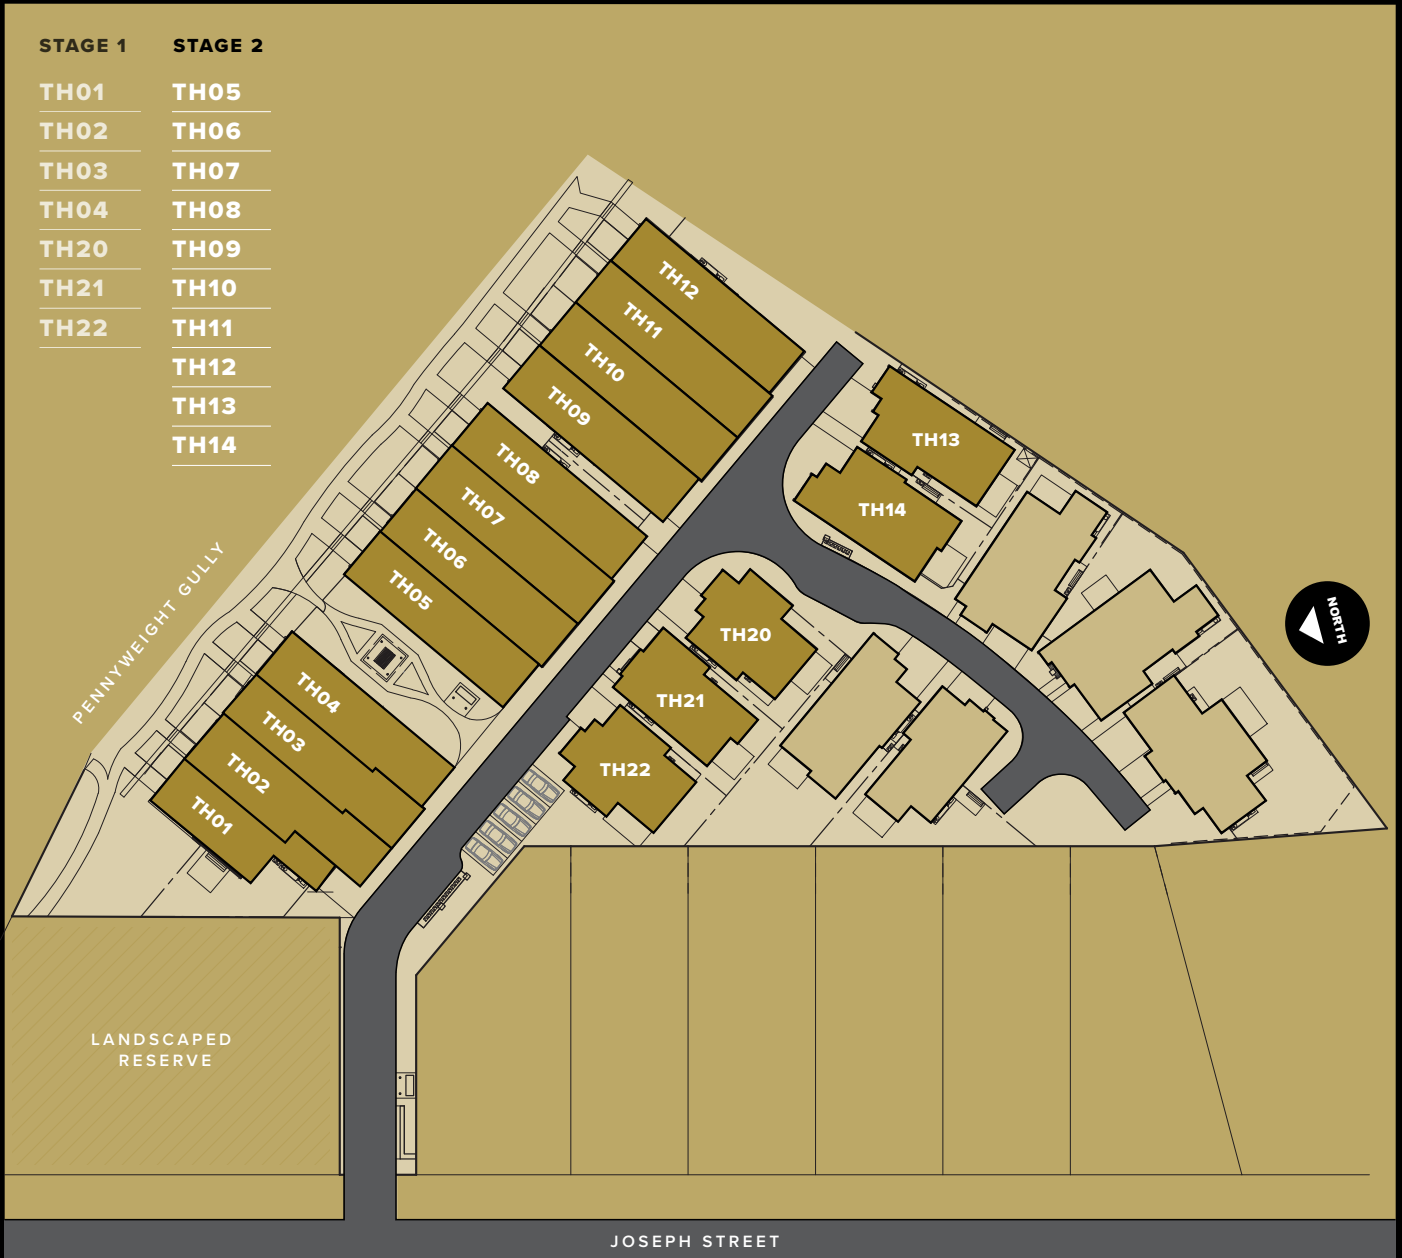 STAGE 1
TH01
TH02
TH03
TH04
TH20
TH21
TH22
STAGE 2
TH05
TH06
TH07
TH08
TH09
TH10
TH11
TH12
TH13
TH14
TH12
TH11
TH10
TH09
TH08
TH07
TH06
TH05
TH04
TH03
TH02
TH01
TH13
TH14
TH20
TH21
TH22
PENNYWEIGHT GULLY
NORTH
LANDSCAPED
RESERVE
JOSEPH STREET